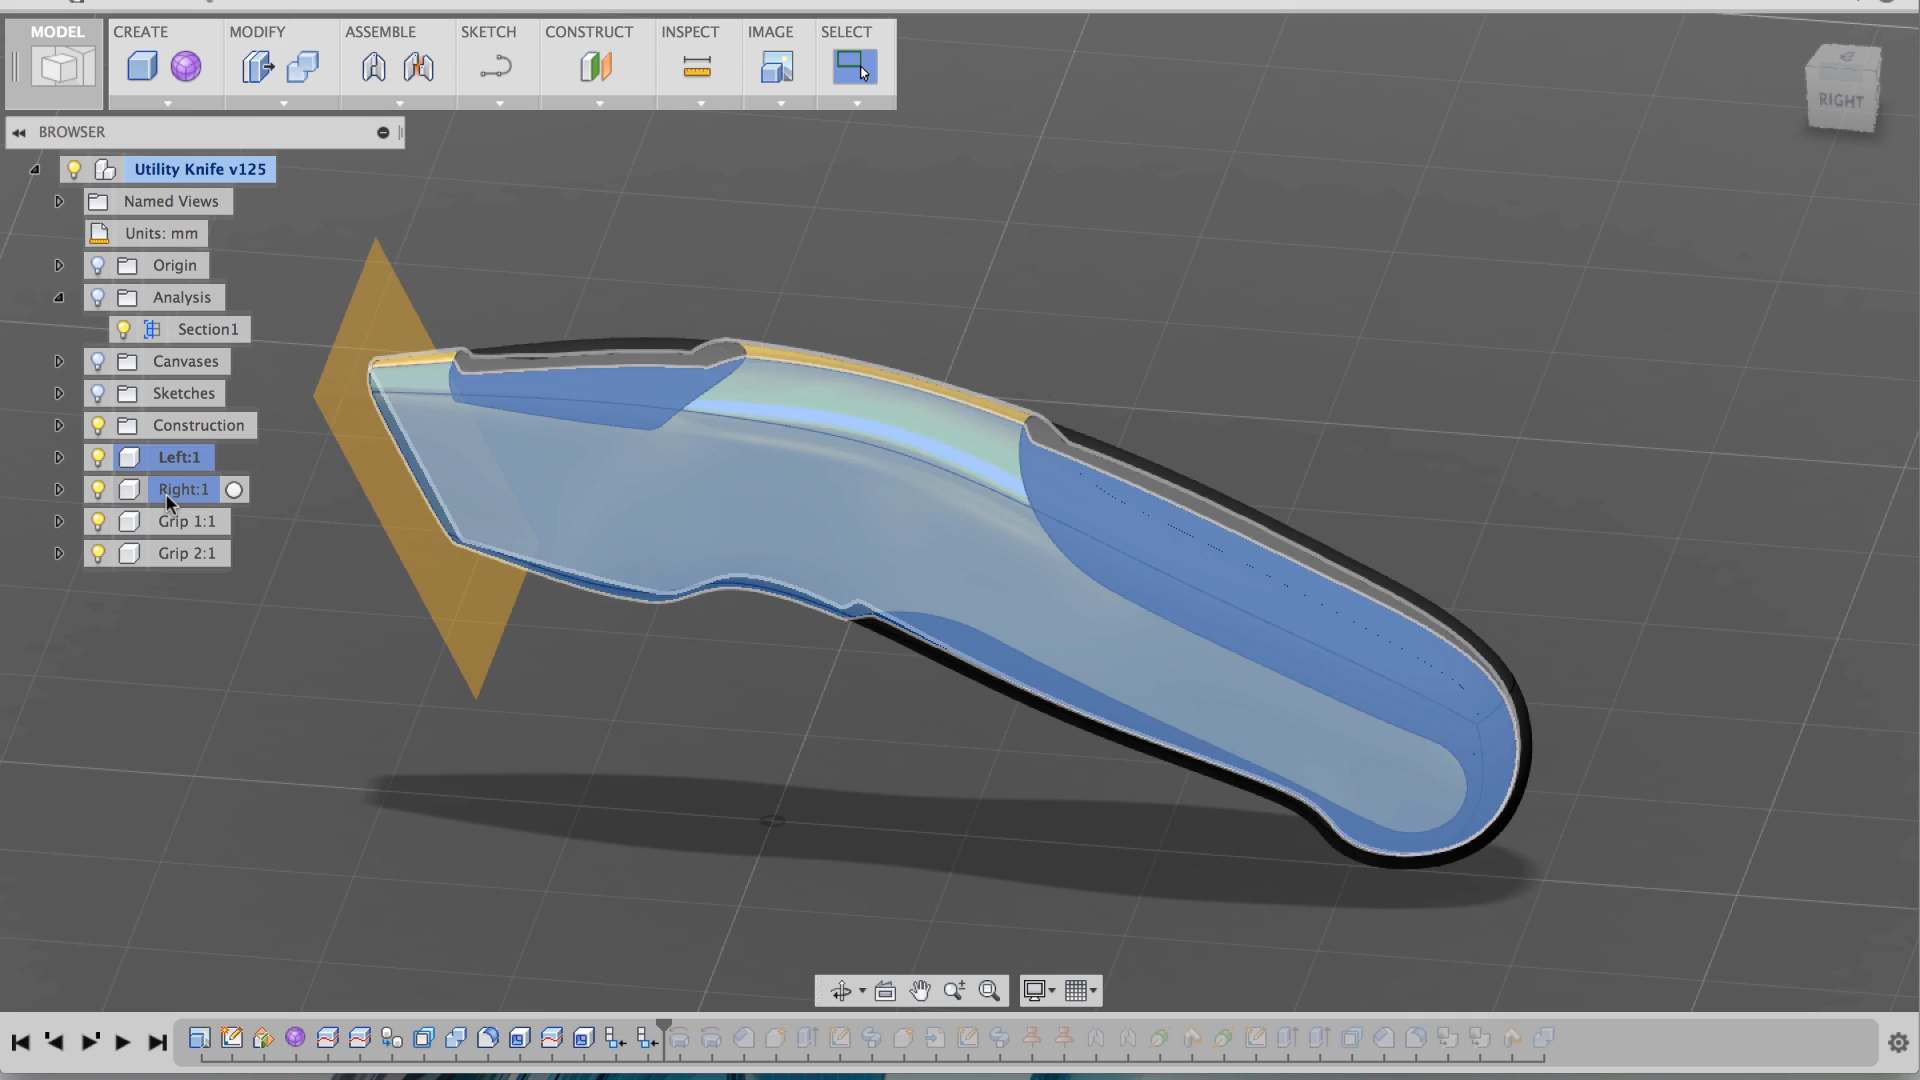 MODEL CREATE MODIFY ASSEMBLE SKETCH CONSTRUCT INSPECT IMAGE SELECT
RIGHT
BROWSER
Utility Knife v125
Named Views
Units: mm
Origin
Analysis
Section1
Canvases
Sketches
Construction
Left:1
Right:1
Grip 1:1
Grip 2:1